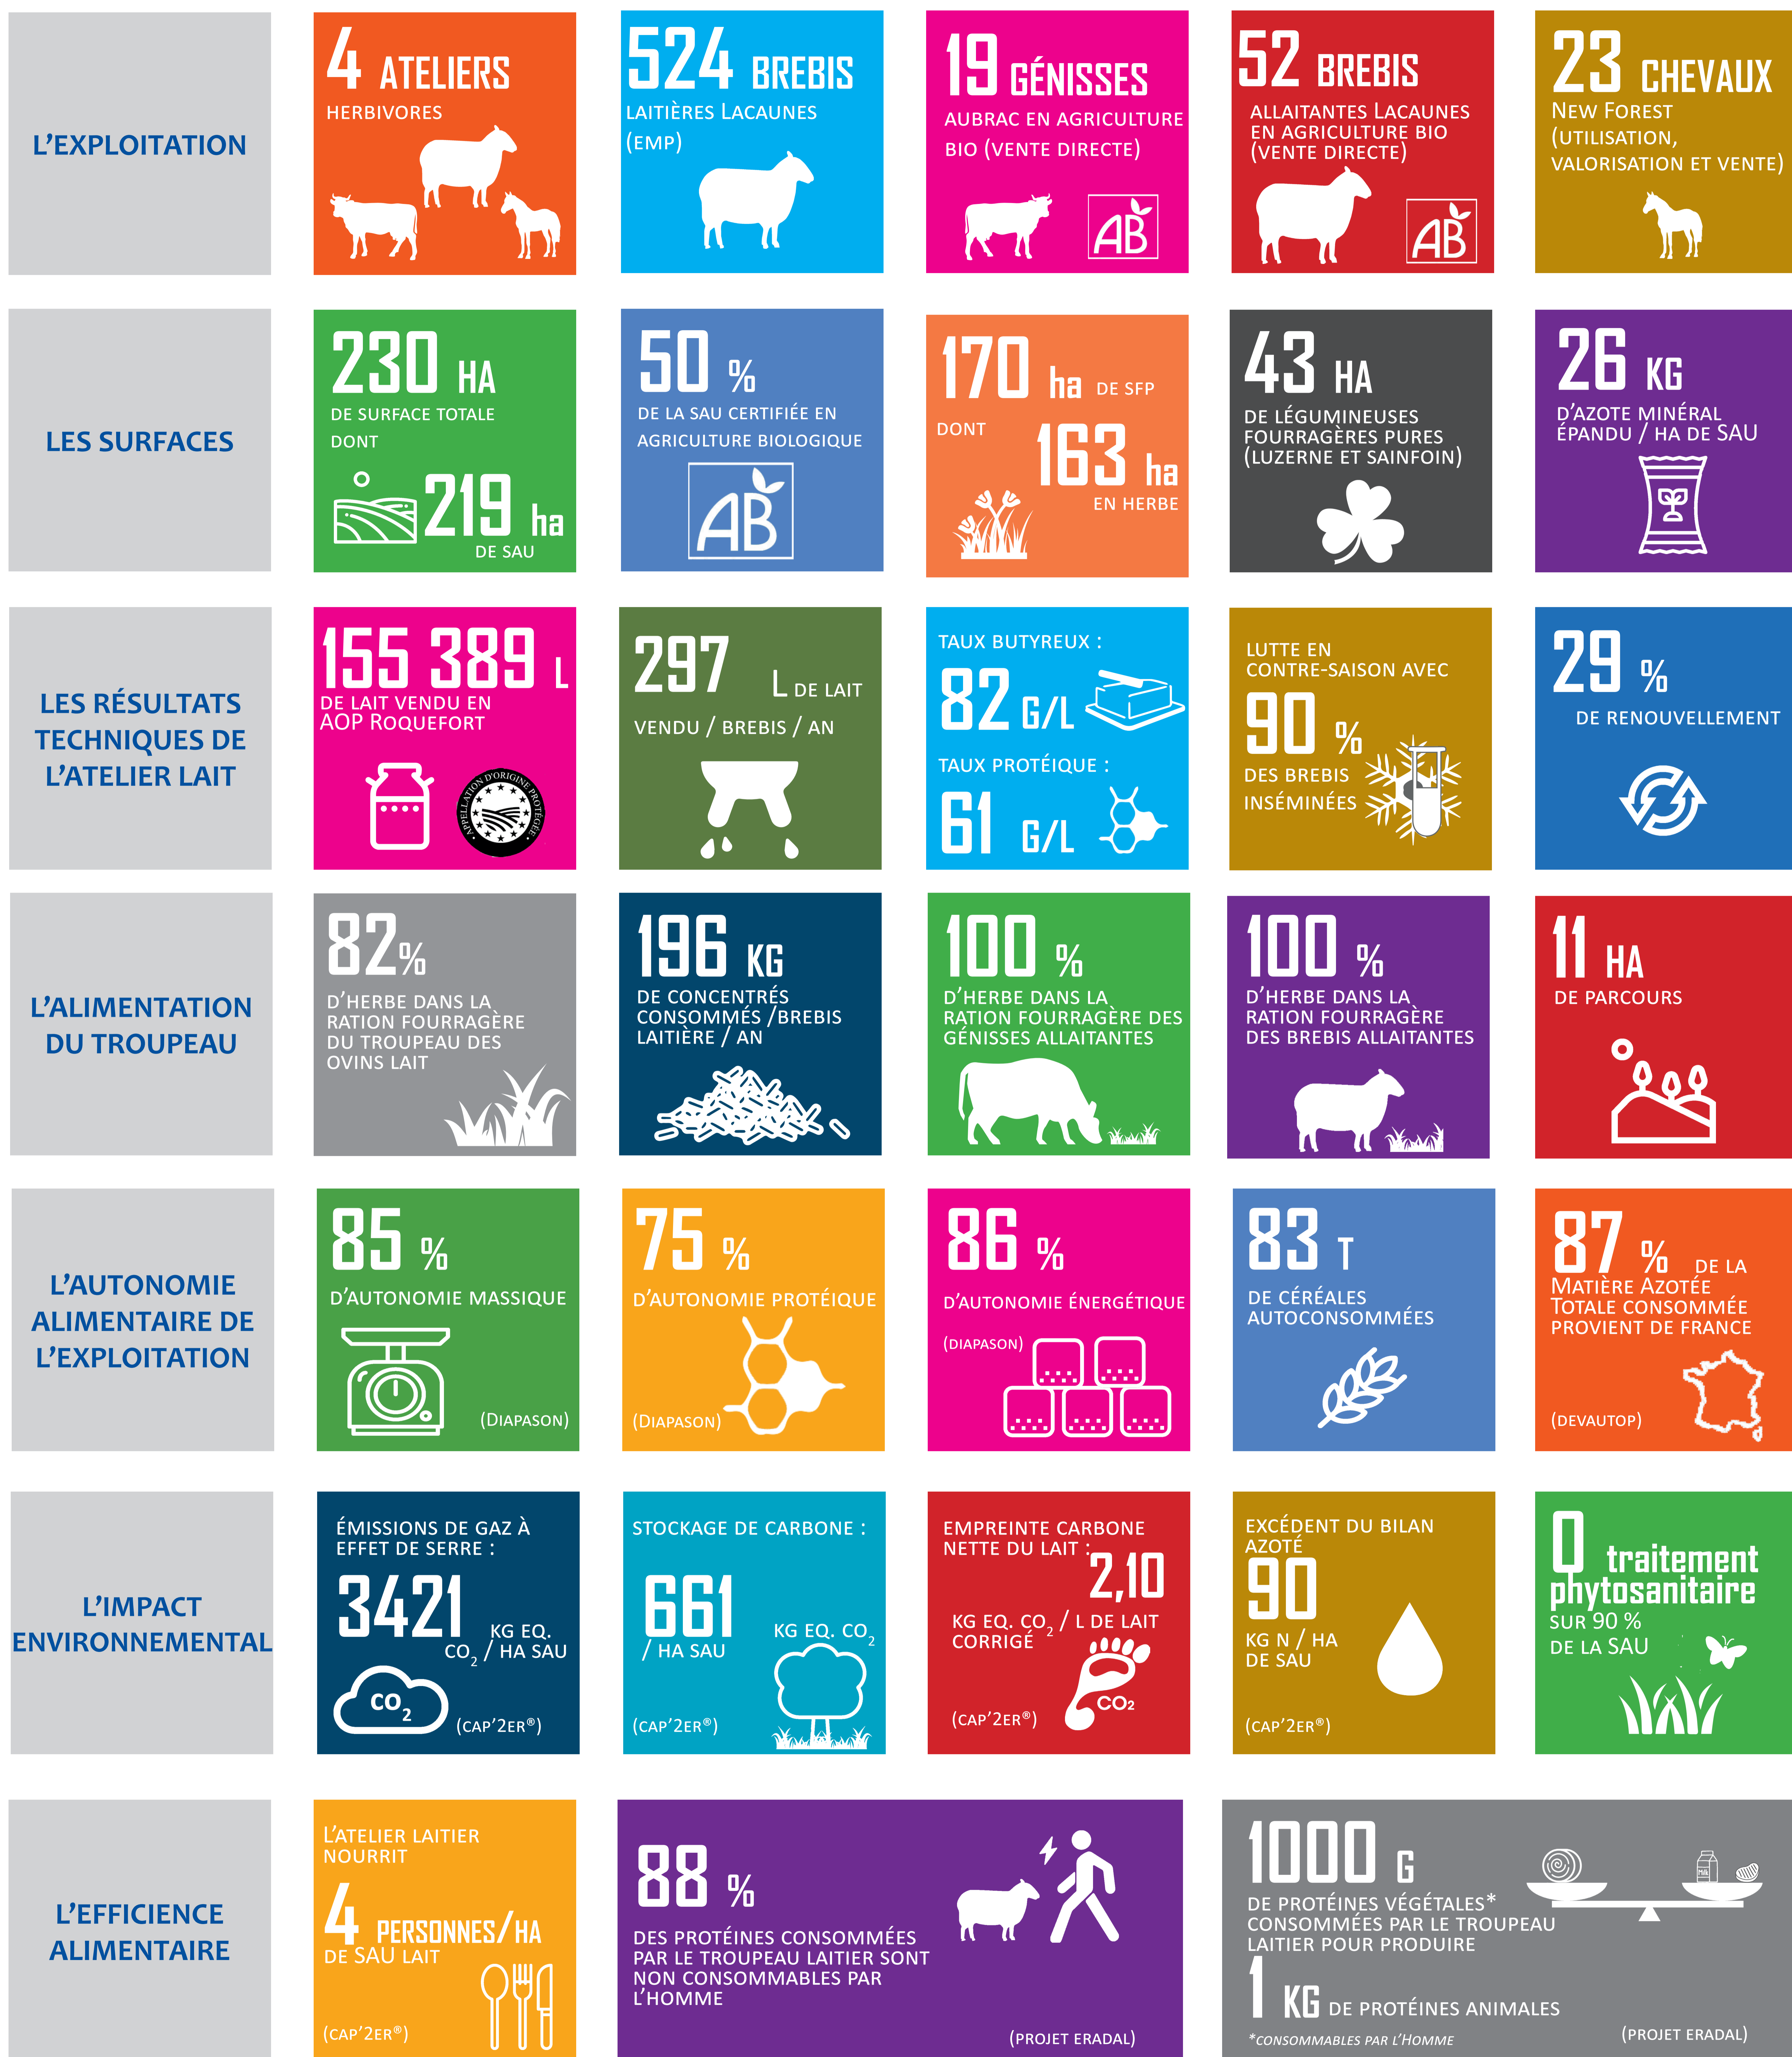 L'EXPLOITATION
4 ATELIERS
HERBIVORES
524 BREBIS
LAITIÈRES LACAUNES
(EMP)
19 GÉNISSES
AUBRAC EN AGRICULTURE
BIO (VENTE DIRECTE)
AB
52 BREBIS
ALLAITANTES LACAUNES
EN AGRICULTURE BIO
(VENTE DIRECTE)
AB
23 CHEVAUX
NEW FOREST
(UTILISATION,
VALORISATION ET VENTE)
LES SURFACES
230 HA
DE SURFACE TOTALE
DONT
219 ha
DE SAU
50 %
DE LA SAU CERTIFIÉE EN
AGRICULTURE BIOLOGIQUE
AB
170 ha DE SFP
DONT
163 ha
EN HERBE
43 HA
DE LÉGUMINEUSES
FOURRAGÈRES PURES
(LUZERNE ET SAINFOIN)
26 KG
D'AZOTE MINÉRAL
ÉPANDU / HA DE SAU
LES RÉSULTATS
TECHNIQUES DE
L'ATELIER LAIT
155 389 L
DE LAIT VENDU EN
AOP ROQUEFORT
APPELLATION D'ORIGINE PROTÉGÉE
297 L DE LAIT
VENDU / BREBIS / AN
TAUX BUTYREUX :
82 G/L
TAUX PROTÉIQUE :
61 G/L
LUTTE EN
CONTRE-SAISON AVEC
90 %
DES BREBIS
INSÉMINÉES
29 %
DE RENOUVELLEMENT
L'ALIMENTATION
DU TROUPEAU
82%
D'HERBE DANS LA
RATION FOURRAGÈRE
DU TROUPEAU DES
OVINS LAIT
196 KG
DE CONCENTRÉS
CONSOMMÉS /BREBIS
LAITIÈRE / AN
100 %
D'HERBE DANS LA
RATION FOURRAGÈRE DES
GÉNISSES ALLAITANTES
100 %
D'HERBE DANS LA
RATION FOURRAGÈRE
DES BREBIS ALLAITANTES
11 HA
DE PARCOURS
L'AUTONOMIE
ALIMENTAIRE DE
L'EXPLOITATION
85 %
D'AUTONOMIE MASSIQUE
(DIAPASON)
75 %
D'AUTONOMIE PROTÉIQUE
(DIAPASON)
86 %
D'AUTONOMIE ÉNERGÉTIQUE
(DIAPASON)
83 T
DE CÉRÉALES
AUTOCONSOMMÉES
87 % DE LA
MATIÈRE AZOTÉE
TOTALE CONSOMMÉE
PROVIENT DE FRANCE
(DEVAUTOP)
L'IMPACT
ENVIRONNEMENTAL
ÉMISSIONS DE GAZ À
EFFET DE SERRE :
3421 KG EQ.
CO2 / HA SAU
CO2
(CAP'2ER®)
STOCKAGE DE CARBONE :
661 KG EQ. CO2
/ HA SAU
(CAP'2ER®)
EMPREINTE CARBONE
NETTE DU LAIT :
2,10
KG EQ. CO2 / L DE LAIT
CORRIGÉ
CO2
(CAP'2ER®)
EXCÉDENT DU BILAN
AZOTÉ
90
KG N / HA
DE SAU
(CAP'2ER®)
0 traitement
phytosanitaire
SUR 90 %
DE LA SAU
L'EFFICIENCE
ALIMENTAIRE
L'ATELIER LAITIER
NOURRIT
4 PERSONNES/HA
DE SAU LAIT
(CAP'2ER®)
88 %
DES PROTÉINES CONSOMMÉES
PAR LE TROUPEAU LAITIER SONT
NON CONSOMMABLES PAR
L'HOMME
(PROJET ERADAL)
1000 G
DE PROTÉINES VÉGÉTALES*
CONSOMMÉES PAR LE TROUPEAU
LAITIER POUR PRODUIRE
1 KG DE PROTÉINES ANIMALES
*CONSOMMABLES PAR L'HOMME
Milk
(PROJET ERADAL)